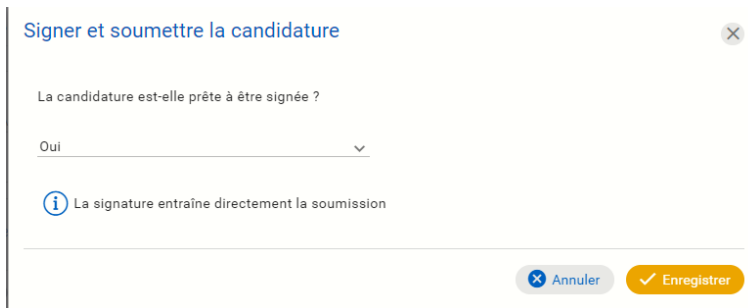 Signer et soumettre la candidature
La candidature est-elle prête à être signée ?
Oui
La signature entraîne directement la soumission
Annuler
Enregistrer